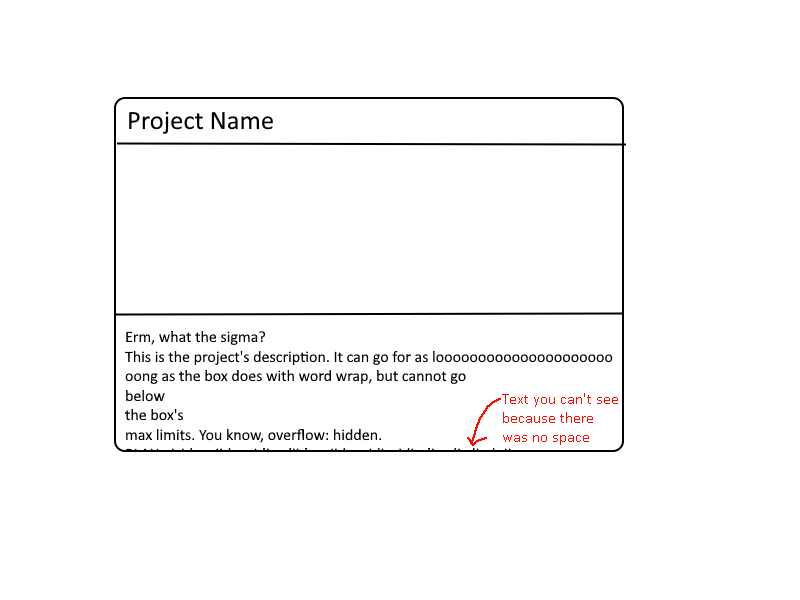 Project Name
Erm, what the sigma?
This is the project's description. It can go for as looooooooooooooooooooo
oong as the box does with word wrap, but cannot go
below
the box's
max limits. You know, overflow: hidden.
Text you can't see
because there
was no space